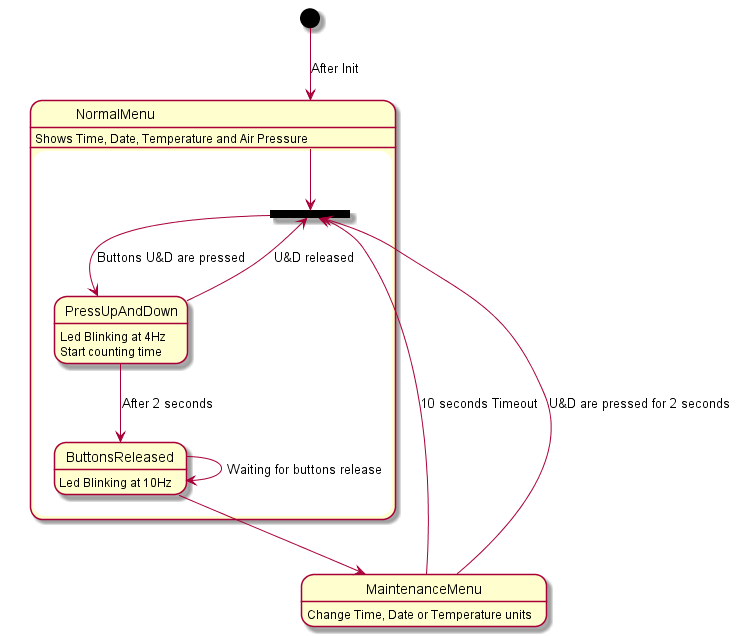 After Init
NormalMenu
Shows Time, Date, Temperature and Air Pressure
Buttons U&D are pressed
U&D released
PressUpAndDown
Led Blinking at 4Hz
Start counting time
After 2 seconds
10 seconds Timeout
U&D are pressed for 2 seconds
ButtonsReleased
Led Blinking at 10Hz
Waiting for buttons release
MaintenanceMenu
Change Time, Date or Temperature units